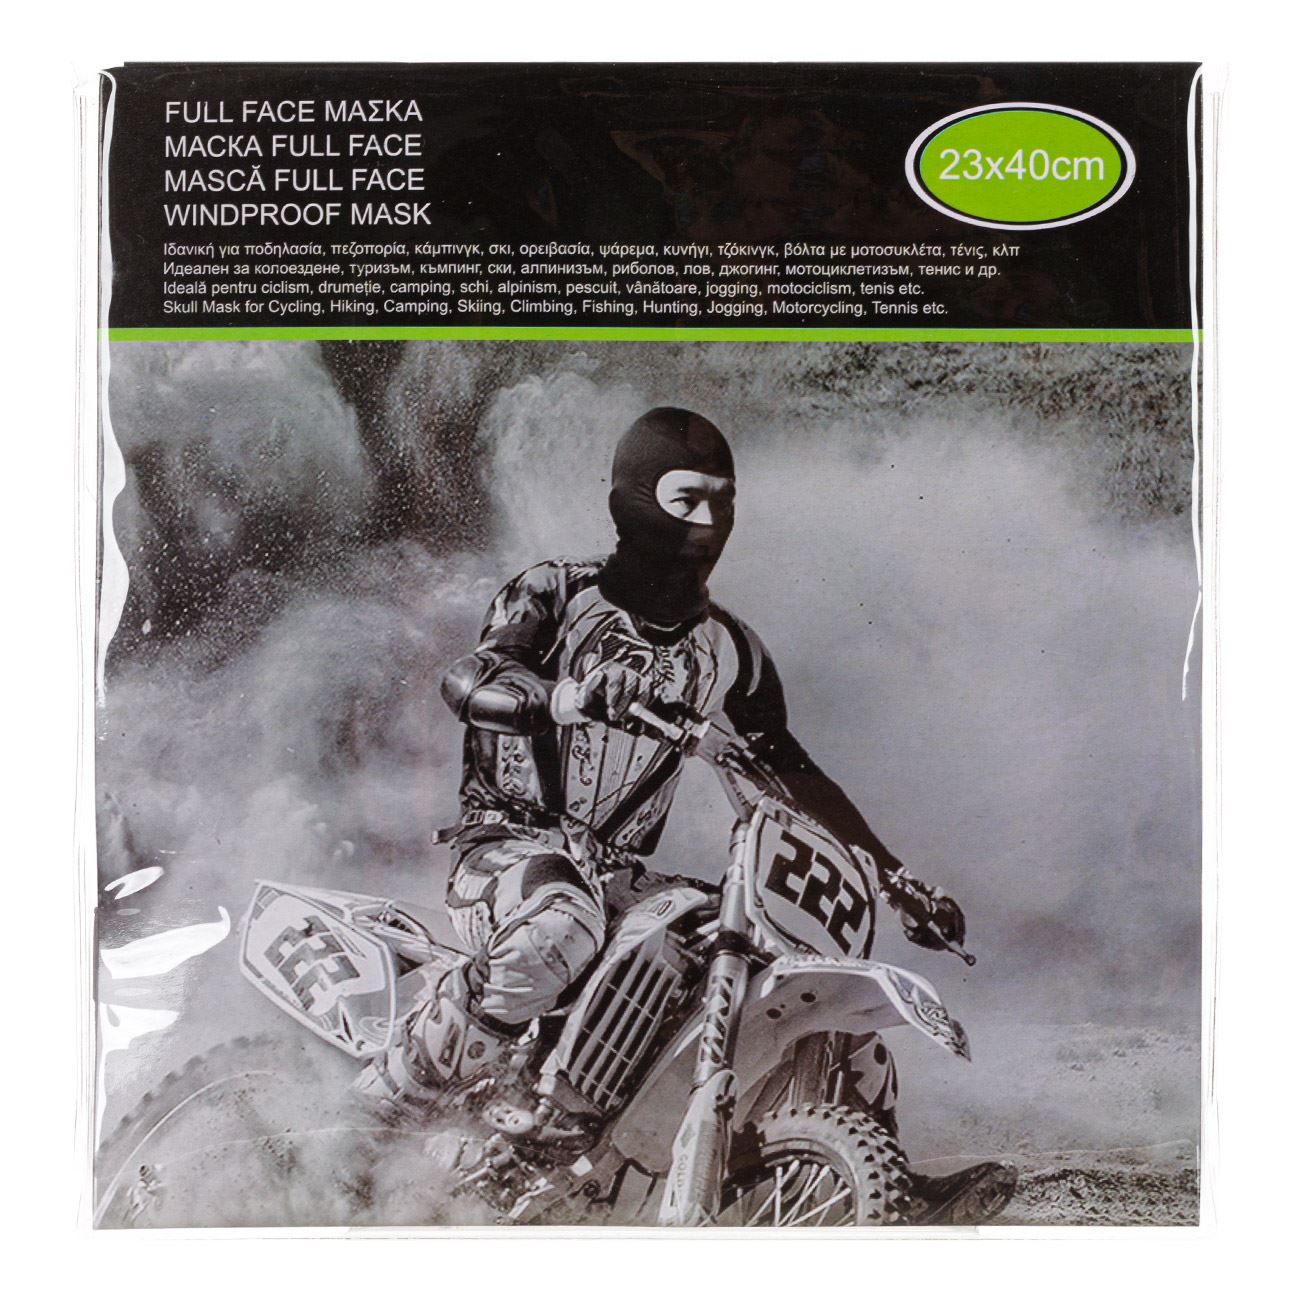 FULL FACE ΜΑΣΚΑ
МАСКА FULL FACE
MASCĂ FULL FACE
WINDPROOF MASK
23x40cm
Ιδανική για ποδηλασία, πεζοπορία, κάμπινγκ, σκι, ορειβασία, ψάρεμα, κυνήγι, τζόκινγκ, βόλτα με μοτοσυκλέτα, τένις, κλπ
Идеален за колоездене, туризъм, къмпинг, ски, алпинизъм, риболов, лов, джогинг, мотоциклетизъм, тенис и др.
Ideală pentru ciclism, drumeție, camping, schi, alpinism, pescuit, vânătoare, jogging, motociclism, tenis etc.
Skull Mask for Cycling, Hiking, Camping, Skiing, Climbing, Fishing, Hunting, Jogging, Motorcycling, Tennis etc.
222
222